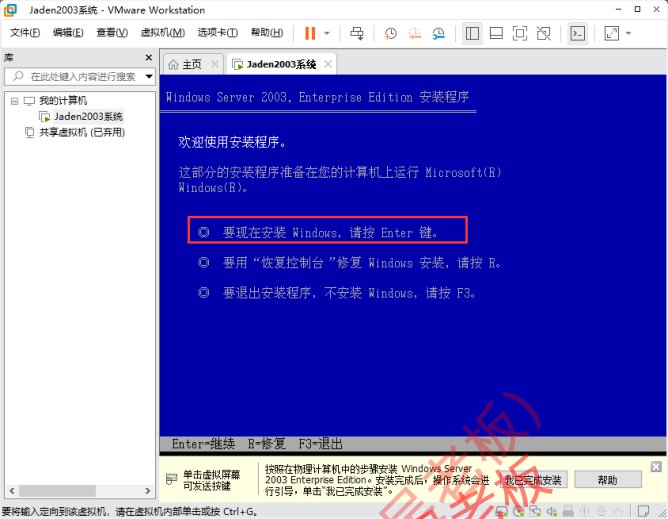 Jaden2003系统 - VMware Workstation
文件(F) 编辑(E) 查看(V) 虚拟机(M) 选项卡(T) 帮助(H)
库
在此处键入内容进行搜索
主页
Jaden2003系统
我的计算机
Jaden2003系统
共享虚拟机 (已弃用)
Windows Server 2003, Enterprise Edition 安装程序
欢迎使用安装程序。
这部分的安装程序准备在您的计算机上运行 Microsoft(R)
Windows(R)。
要现在安装 Windows, 请按 Enter 键。
要用“恢复控制台”修复 Windows 安装, 请按 R。
要退出安装程序, 不安装 Windows, 请按 F3。
Enter=继续 R=修复 F3=退出
单击虚拟屏幕
可发送按键
按照在物理计算机中的步骤安装 Windows Server
2003 Enterprise Edition。安装完成后, 操作系统会进
行引导, 单击“我已完成安装”。
我已完成安装
帮助
老板)
老板
要将输入定向到该虚拟机, 请在虚拟机内部单击或按 Ctrl+G。